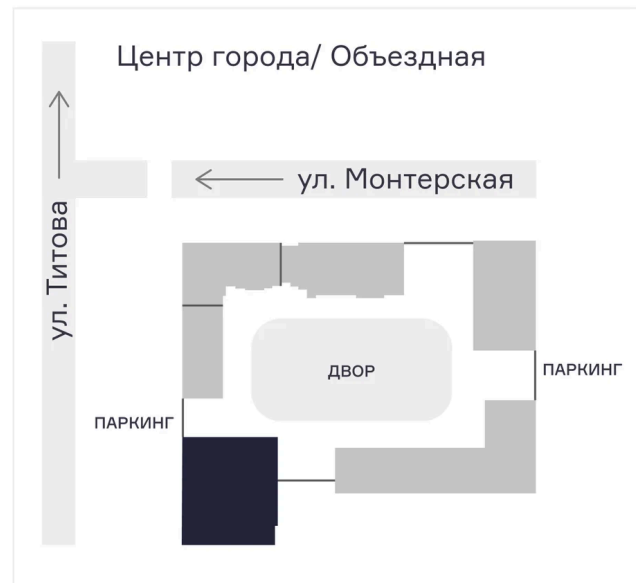 Центр города/ Объездная
ул. Монтерская
ул. Титова
ДВОР
ПАРКИНГ
ПАРКИНГ